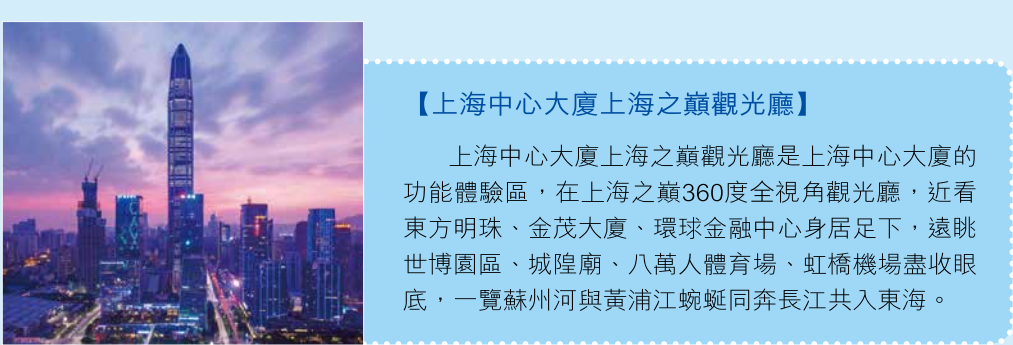 【上海中心大廈上海之巔觀光廳】
上海中心大廈上海之巔觀光廳是上海中心大廈的
功能體驗區，在上海之巔360度全視角觀光廳，近看
東方明珠、金茂大廈、環球金融中心身居足下，遠眺
世博園區、城隍廟、八萬人體育場、虹橋機場盡收眼
底，一覽蘇州河與黃浦江蜿蜒同奔長江共入東海。